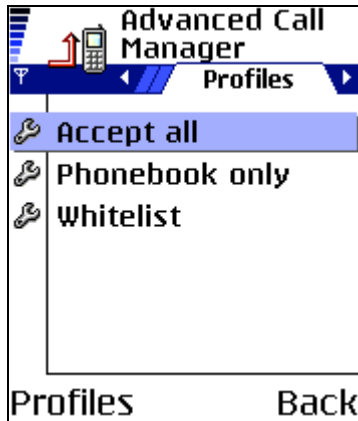 Advanced Call
Manager
Profiles
Accept all
Phonebook only
Whitelist
Profiles Back